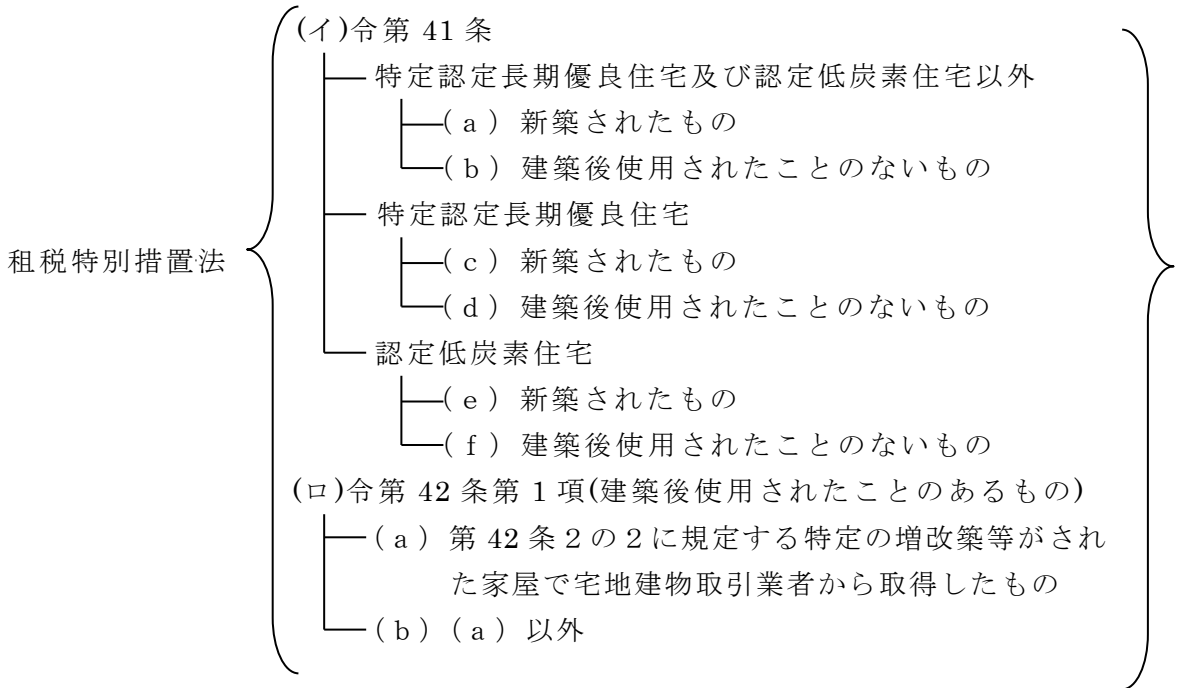 (イ)令第 41 条
特定認定長期優良住宅及び認定低炭素住宅以外
(a) 新築されたもの
(b) 建築後使用されたことのないもの
特定認定長期優良住宅
租税特別措置法
(c) 新築されたもの
(d) 建築後使用されたことのないもの
認定低炭素住宅
(e) 新築されたもの
(f) 建築後使用されたことのないもの
(ロ)令第 42 条第 1 項(建築後使用されたことのあるもの)
(a) 第 42 条2の2に規定する特定の増改築等がされ
た家屋で宅地建物取引業者から取得したもの
(b)(a)以外